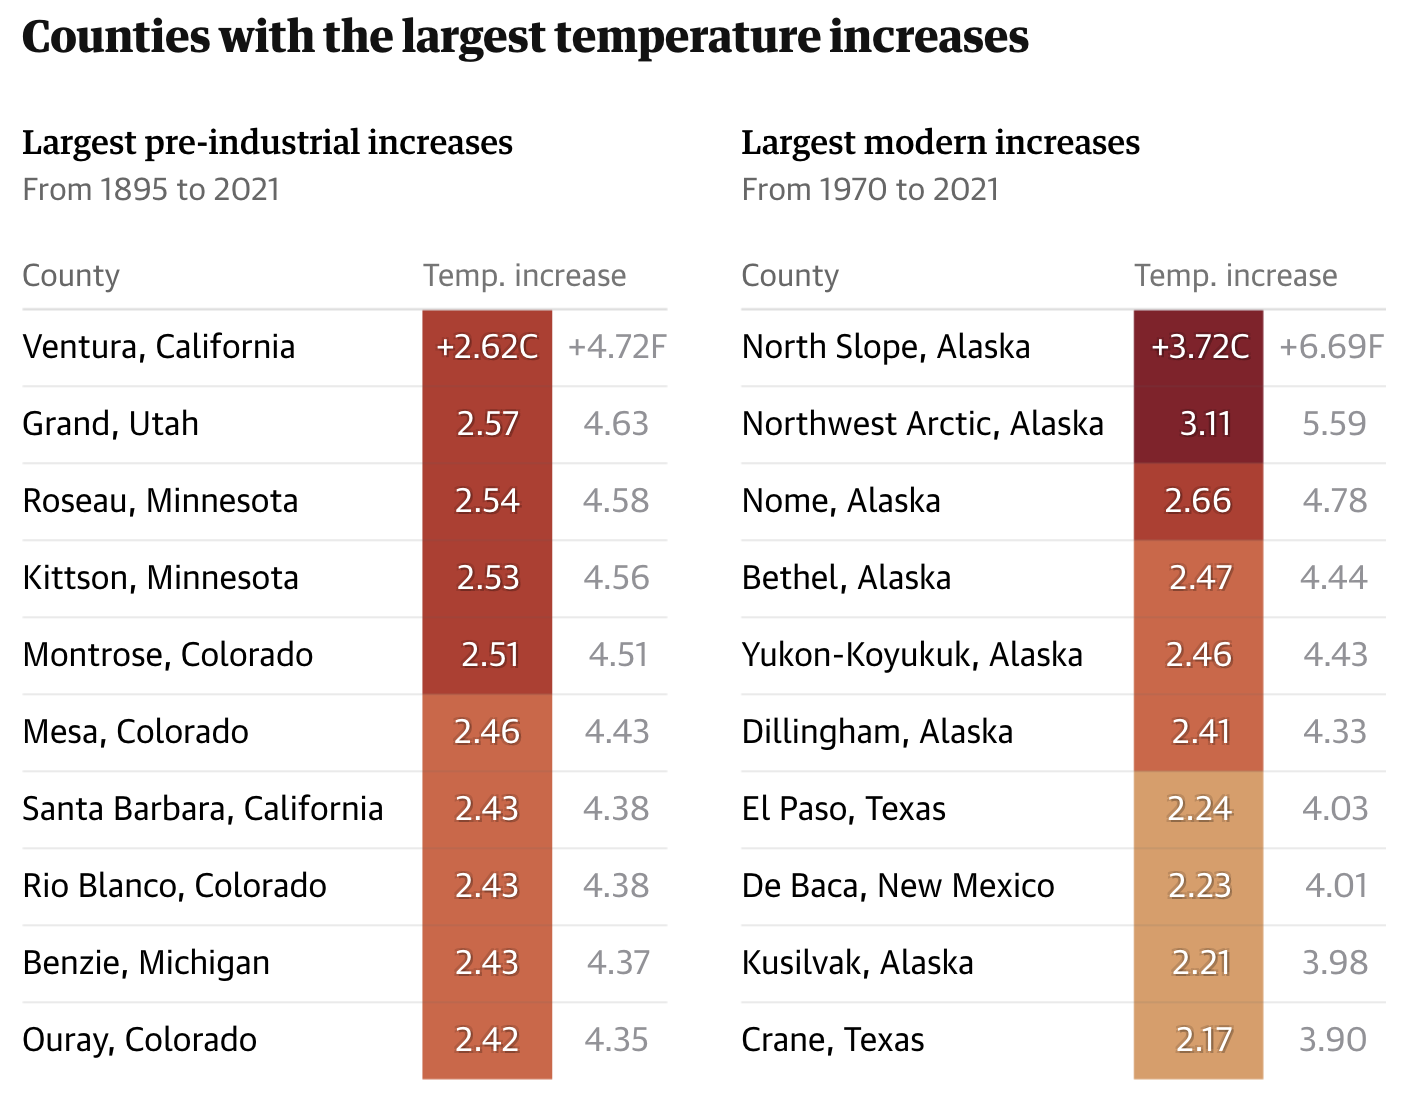 Counties with the largest temperature increases
Largest pre-industrial increases
From 1895 to 2021
County Temp. increase
Ventura, California +2.62C +4.72F
Grand, Utah 2.57 4.63
Roseau, Minnesota 2.54 4.58
Kittson, Minnesota 2.53 4.56
Montrose, Colorado 2.51 4.51
Mesa, Colorado 2.46 4.43
Santa Barbara, California 2.43 4.38
Rio Blanco, Colorado 2.43 4.38
Benzie, Michigan 2.43 4.37
Ouray, Colorado 2.42 4.35
Largest modern increases
From 1970 to 2021
County Temp. increase
North Slope, Alaska +3.72C +6.69F
Northwest Arctic, Alaska 3.11 5.59
Nome, Alaska 2.66 4.78
Bethel, Alaska 2.47 4.44
Yukon-Koyukuk, Alaska 2.46 4.43
Dillingham, Alaska 2.41 4.33
El Paso, Texas 2.24 4.03
De Baca, New Mexico 2.23 4.01
Kusilvak, Alaska 2.21 3.98
Crane, Texas 2.17 3.90